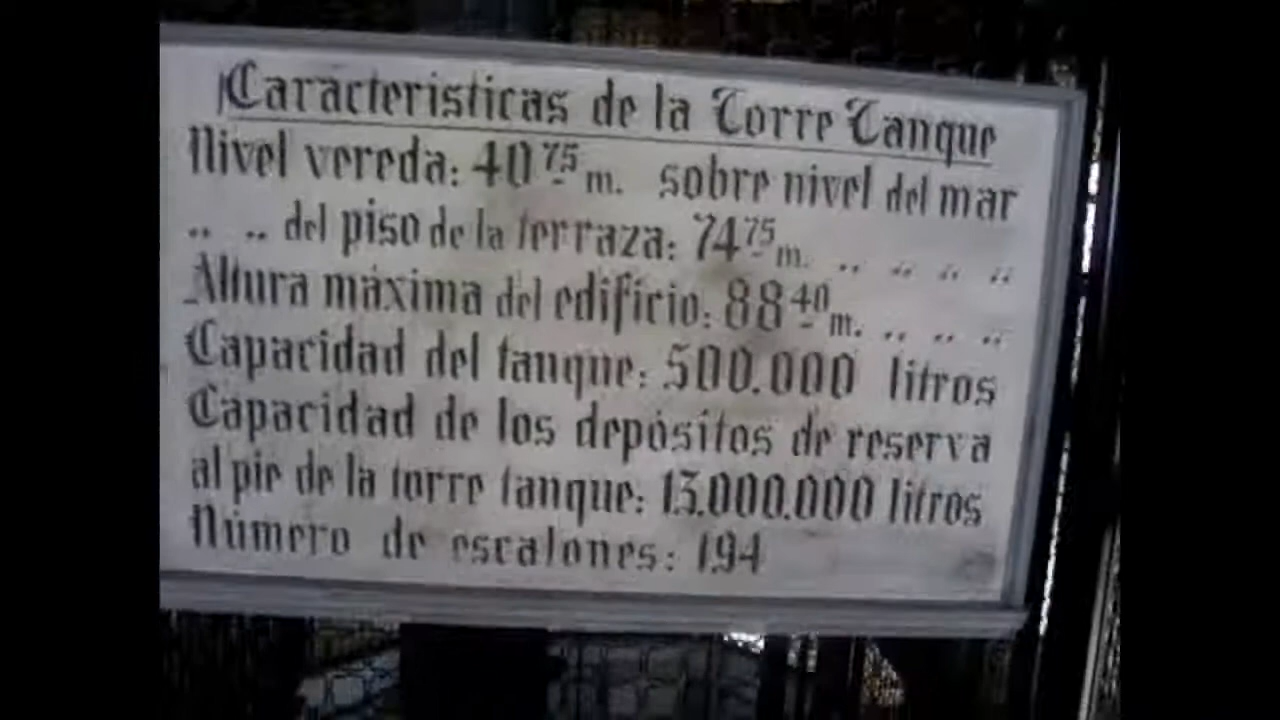 Caracteristicas de la Torre Tanque
Nivel vereda: 40 75 m. sobre nivel del mar
„ „ del piso de la terraza: 74 75 m. „ „ „ „
Altura máxima del edificio: 88 40 m. „ „ „
Capacidad del tanque: 500.000 litros
Capacidad de los depósitos de reserva
al pie de la torre tanque: 13.000.000 litros
Número de escalones: 194